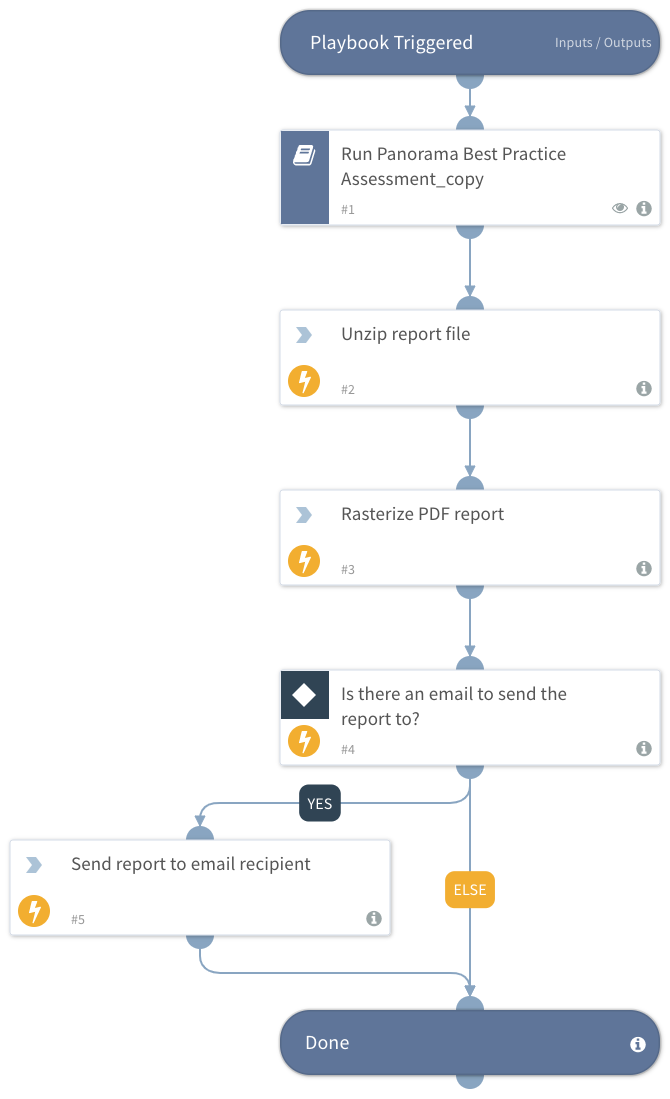 Playbook Triggered
Inputs / Outputs
Run Panorama Best Practice
Assessment_copy
#1
Unzip report file
#2
Rasterize PDF report
#3
Is there an email to send the
report to?
#4
YES
Send report to email recipient
#5
ELSE
Done